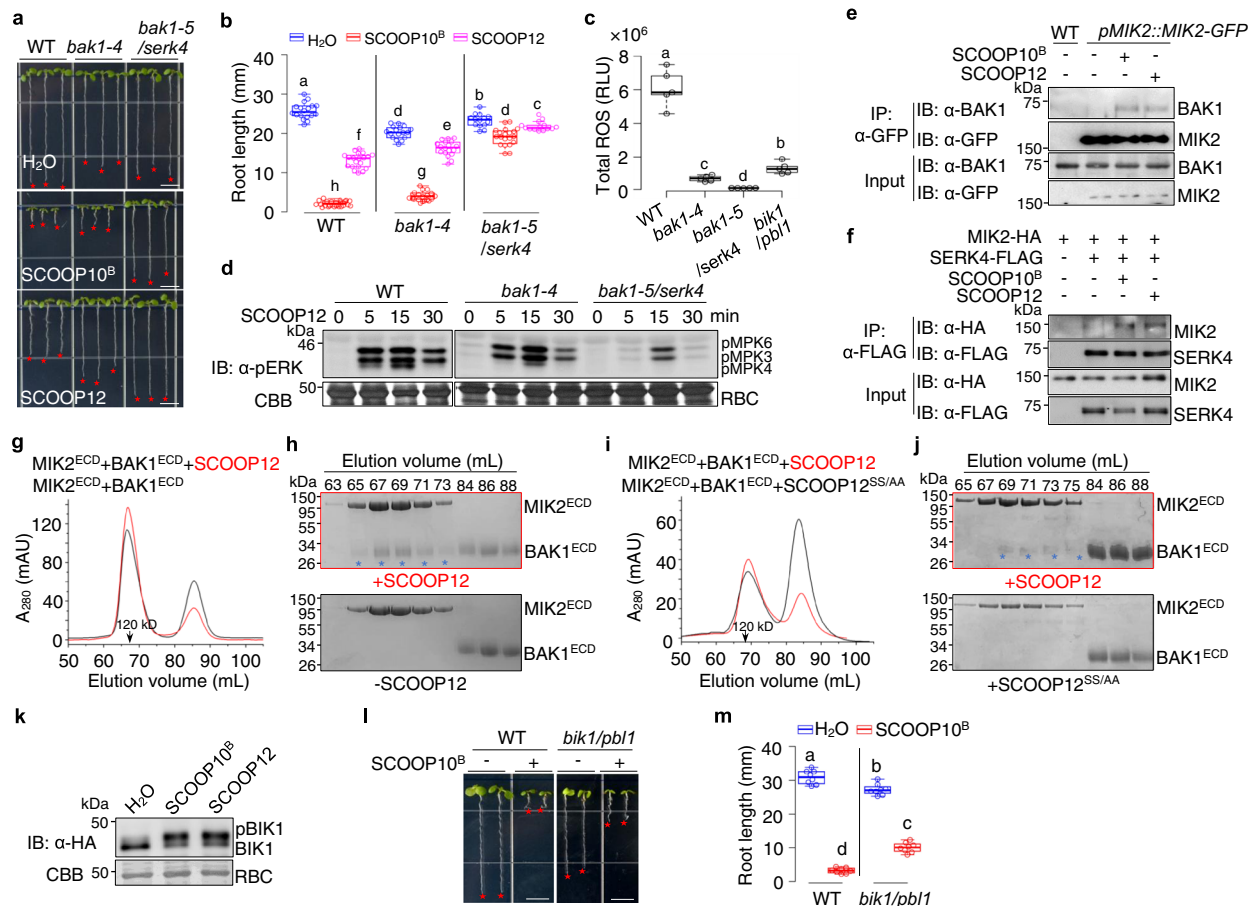 a
WT bak1-4 bak1-5
/serk4
H₂O
SCOOP10ᴮ
SCOOP12
b
H₂O SCOOP10ᴮ SCOOP12
Root length (mm)
40
30
20
10
0
a
f
h
d
e
g
b
d
c
WT bak1-4 bak1-5
/serk4
c
×10⁶
Total ROS (RLU)
8
6
4
2
0
a
c
d
b
WT
bak1-4
bak1-5
/serk4
bik1
/pbl1
d
WT bak1-4 bak1-5/serk4
SCOOP12 0 5 15 30 0 5 15 30 0 5 15 30 min
kDa
46
IB: α-pERK
pMPK6
pMPK3
pMPK4
50
CBB RBC
e
WT pMIK2::MIK2-GFP
SCOOP10ᴮ - - + -
SCOOP12 - - - +
kDa
IP:
α-GFP
IB: α-BAK1 75 BAK1
IB: α-GFP 150 MIK2
Input
IB: α-BAK1 75 BAK1
IB: α-GFP 150 MIK2
f
MIK2-HA + + + +
SERK4-FLAG - + + +
SCOOP10ᴮ - - + -
SCOOP12 - - - +
kDa
IP:
α-FLAG
IB: α-HA 150 MIK2
IB: α-FLAG 75 SERK4
Input
IB: α-HA 150 MIK2
IB: α-FLAG 75 SERK4
g
MIK2ᴱᶜᴰ+BAK1ᴱᶜᴰ+SCOOP12
MIK2ᴱᶜᴰ+BAK1ᴱᶜᴰ
A₂₈₀ (mAU)
120
80
40
0
120 kD
50 60 70 80 90 100
Elution volume (mL)
h
Elution volume (mL)
kDa 63 65 67 69 71 73 84 86 88
150
95
55
34
26
MIK2ᴱᶜᴰ
BAK1ᴱᶜᴰ
+SCOOP12
150
95
55
34
26
MIK2ᴱᶜᴰ
BAK1ᴱᶜᴰ
-SCOOP12
i
MIK2ᴱᶜᴰ+BAK1ᴱᶜᴰ+SCOOP12
MIK2ᴱᶜᴰ+BAK1ᴱᶜᴰ+SCOOP12ˢˢ/ᴬᴬ
A₂₈₀ (mAU)
80
60
40
20
0
120 kD
50 60 70 80 90 100
Elution volume (mL)
j
Elution volume (mL)
kDa 65 67 69 71 73 75 84 86 88
150
95
55
34
26
MIK2ᴱᶜᴰ
BAK1ᴱᶜᴰ
+SCOOP12
150
95
55
34
26
MIK2ᴱᶜᴰ
BAK1ᴱᶜᴰ
+SCOOP12ˢˢ/ᴬᴬ
k
H₂O SCOOP10ᴮ SCOOP12
kDa
50
IB: α-HA
pBIK1
BIK1
CBB 50 RBC
l
WT bik1/pbl1
SCOOP10ᴮ - + - +
m
H₂O SCOOP10ᴮ
Root length (mm)
40
30
20
10
0
a
d
b
c
WT bik1/pbl1